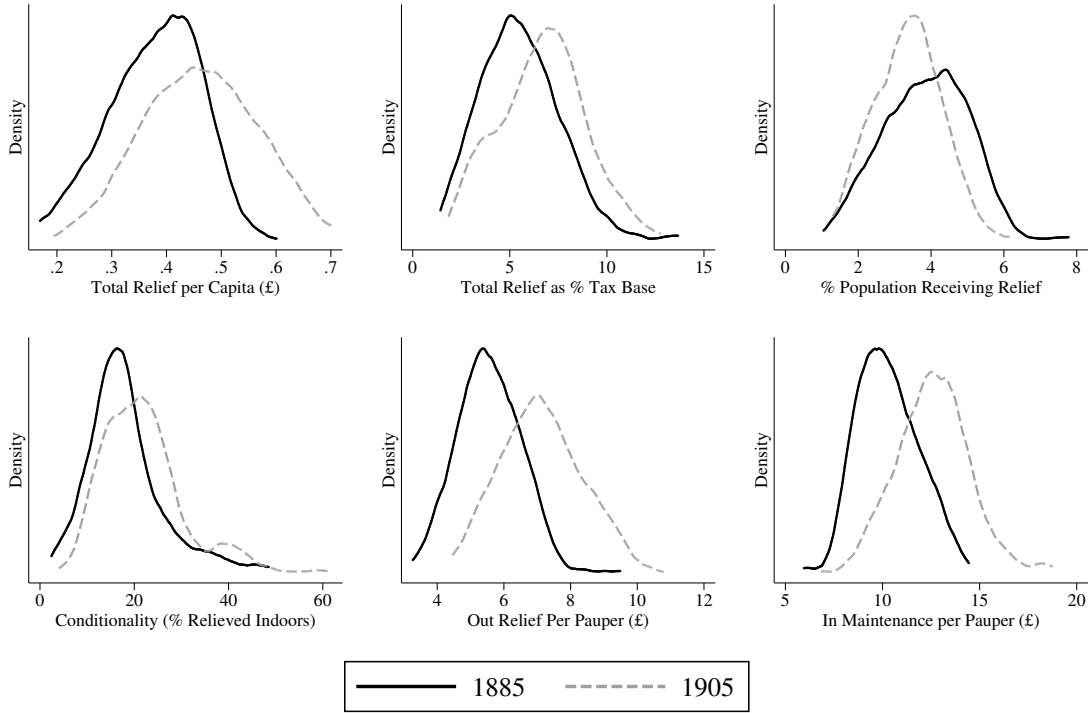 Density
.2 .3 .4 .5 .6 .7
Total Relief per Capita (£)
Density
0 5 10 15
Total Relief as % Tax Base
Density
0 2 4 6 8
% Population Receiving Relief
Density
0 20 40 60
Conditionality (% Relieved Indoors)
Density
4 6 8 10 12
Out Relief Per Pauper (£)
Density
5 10 15 20
In Maintenance per Pauper (£)
1885 1905